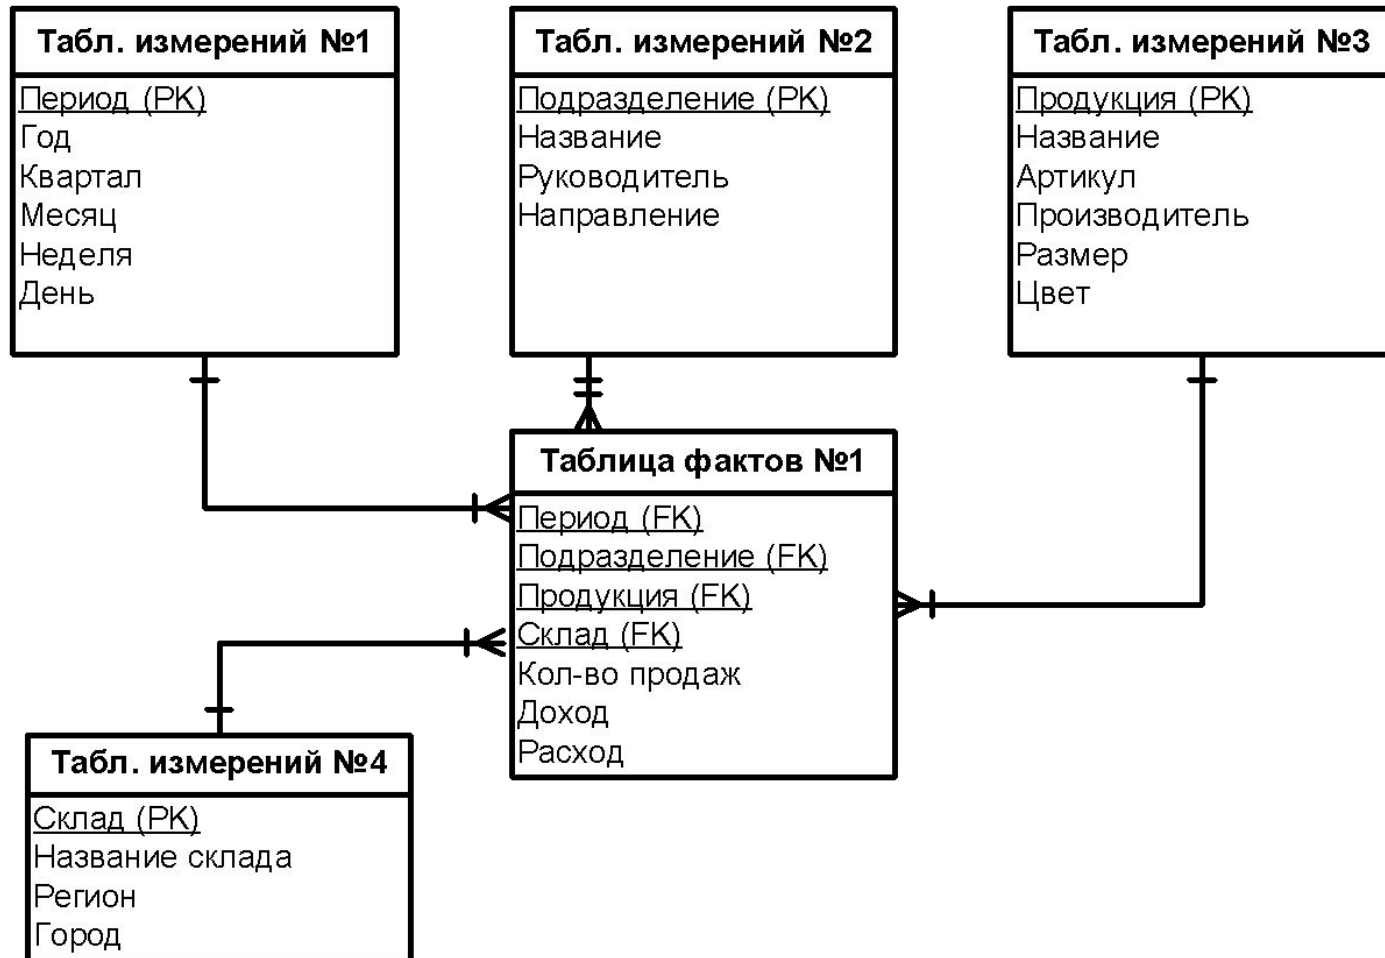 Табл. измерений №1
Период (PK)
Год
Квартал
Месяц
Неделя
День
Табл. измерений №2
Подразделение (PK)
Название
Руководитель
Направление
Табл. измерений №3
Продукция (PK)
Название
Артикул
Производитель
Размер
Цвет
Таблица фактов №1
Период (FK)
Подразделение (FK)
Продукция (FK)
Склад (FK)
Кол-во продаж
Доход
Расход
Табл. измерений №4
Склад (PK)
Название склада
Регион
Город